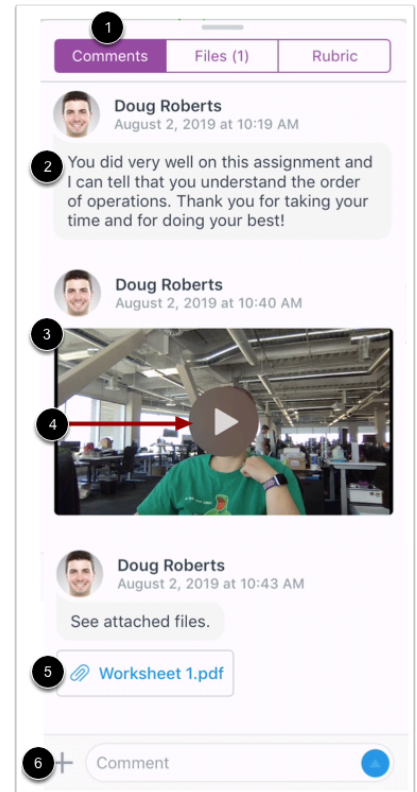 1
Comments Files (1) Rubric
Doug Roberts
August 2, 2019 at 10:19 AM
2
You did very well on this assignment and
I can tell that you understand the order
of operations. Thank you for taking your
time and for doing your best!
Doug Roberts
August 2, 2019 at 10:40 AM
3
4
Doug Roberts
August 2, 2019 at 10:43 AM
See attached files.
5
Worksheet 1.pdf
6
Comment